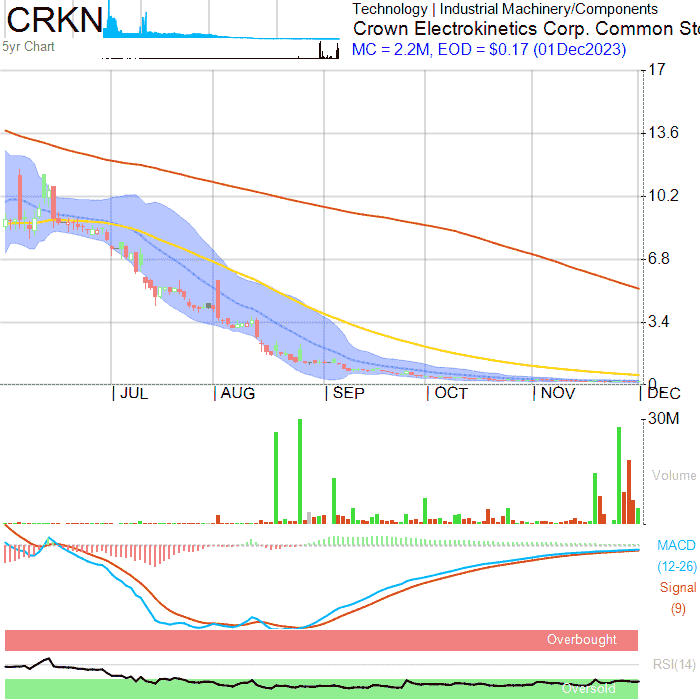 CRKN
5yr Chart
Technology | Industrial Machinery/Components
Crown Electrokinetics Corp. Common Sto
MC = 2.2M, EOD = $0.17 (01Dec2023)
17
13.6
10.2
6.8
3.4
0
JUL AUG SEP OCT NOV DEC
30M
Volume
MACD
(12-26)
Signal
(9)
Overbought
RSI(14)
Oversold